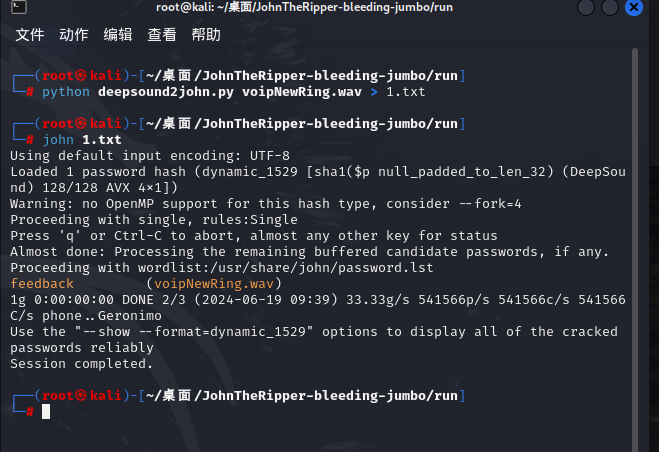 root@kali: ~/桌面/JohnTheRipper-bleeding-jumbo/run
文件 动作 编辑 查看 帮助
┌──(root㉿kali)-[~/桌面/JohnTheRipper-bleeding-jumbo/run]
└─# python deepsound2john.py voipNewRing.wav > 1.txt
┌──(root㉿kali)-[~/桌面/JohnTheRipper-bleeding-jumbo/run]
└─# john 1.txt
Using default input encoding: UTF-8
Loaded 1 password hash (dynamic_1529 [sha1($p null_padded_to_len_32) (DeepSou
nd) 128/128 AVX 4x1])
Warning: no OpenMP support for this hash type, consider --fork=4
Proceeding with single, rules:Single
Press 'q' or Ctrl-C to abort, almost any other key for status
Almost done: Processing the remaining buffered candidate passwords, if any.
Proceeding with wordlist:/usr/share/john/password.lst
feedback         (voipNewRing.wav)
1g 0:00:00:00 DONE 2/3 (2024-06-19 09:39) 33.33g/s 541566p/s 541566c/s 541566
C/s phone..Geronimo
Use the "--show --format=dynamic_1529" options to display all of the cracked
passwords reliably
Session completed.
┌──(root㉿kali)-[~/桌面/JohnTheRipper-bleeding-jumbo/run]
└─#